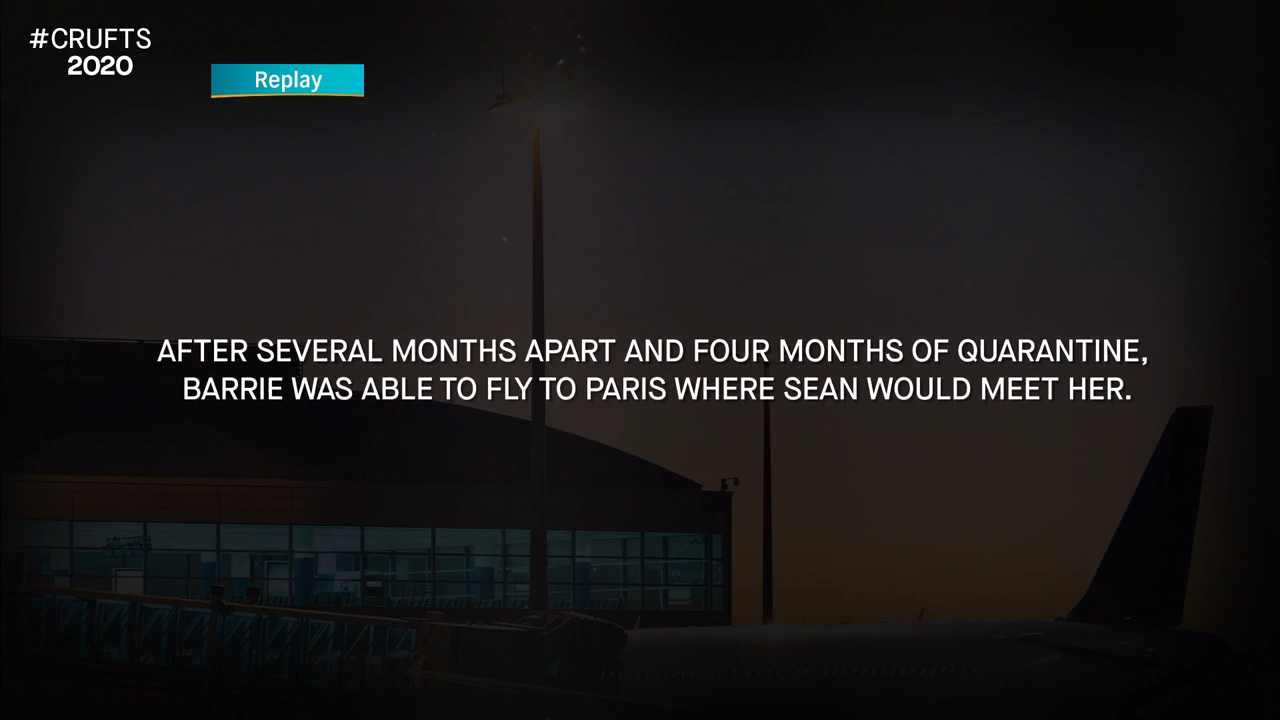 #CRUFTS
2020
Replay
AFTER SEVERAL MONTHS APART AND FOUR MONTHS OF QUARANTINE,
BARRIE WAS ABLE TO FLY TO PARIS WHERE SEAN WOULD MEET HER.